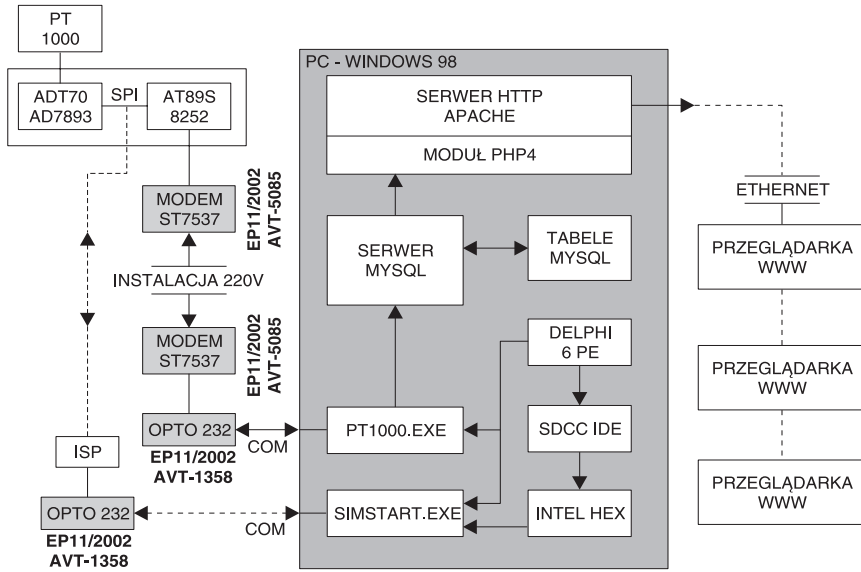 PT
1000
ADT70
AD7893
SPI
AT89S
8252
MODEM
ST7537
EP11/2002
AVT-5085
INSTALACJA 220V
MODEM
ST7537
EP11/2002
AVT-5085
OPTO 232
EP11/2002
AVT-1358
COM
ISP
OPTO 232
EP11/2002
AVT-1358
COM
PC - WINDOWS 98
SERWER HTTP
APACHE
MODUŁ PHP4
SERWER
MYSQL
TABELE
MYSQL
DELPHI
6 PE
PT1000.EXE
SDCC IDE
SIMSTART.EXE
INTEL HEX
ETHERNET
PRZEGLĄDARKA
WWW
PRZEGLĄDARKA
WWW
PRZEGLĄDARKA
WWW